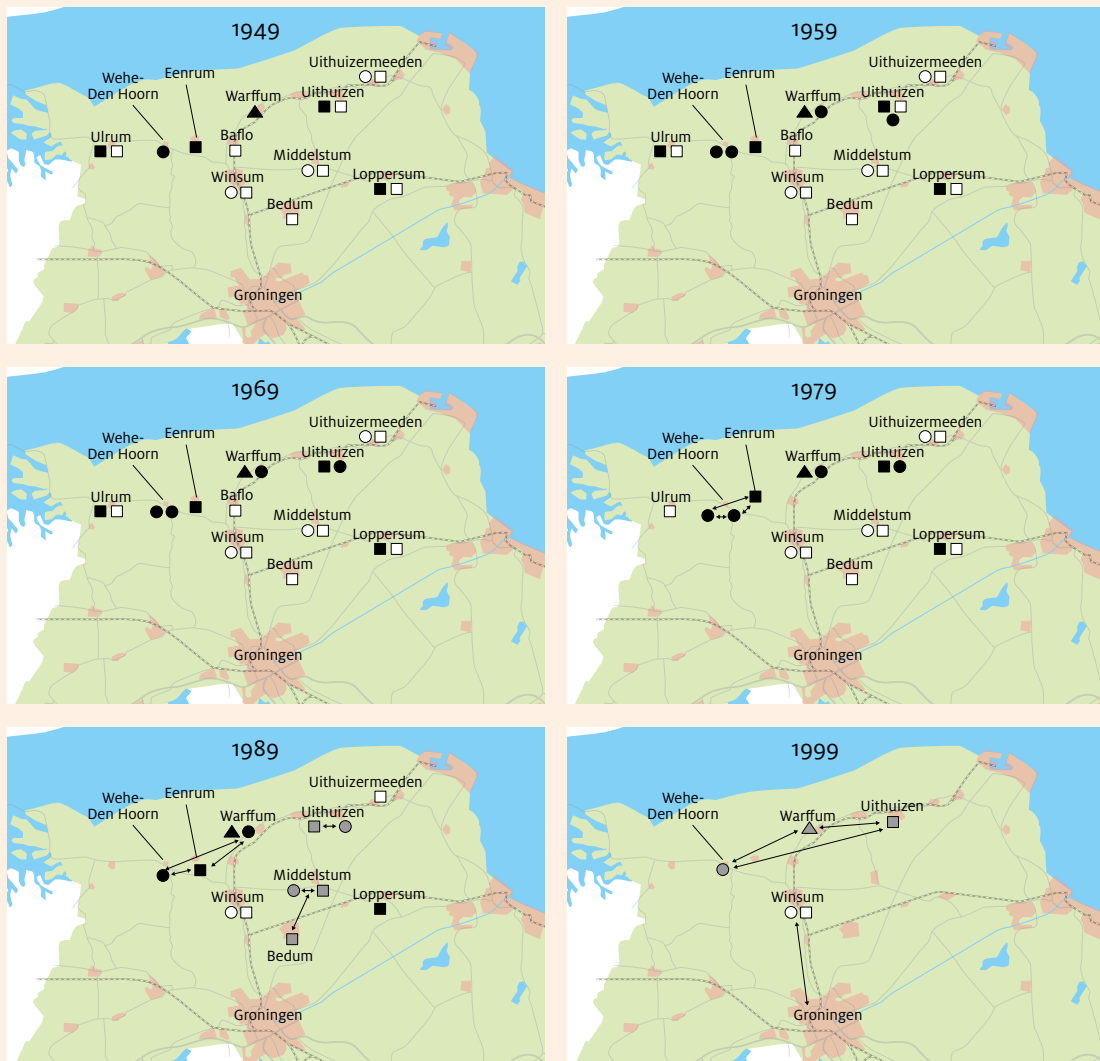 1949
Uithuizermeeden
Eenrum
Wehe-
Den Hoorn
Warffum
Uithuizen
Ulrum
Baflo
Middelstum
Winsum
Loppersum
Bedum
Groningen
1959
Uithuizermeeden
Eenrum
Wehe-
Den Hoorn
Warffum
Uithuizen
Ulrum
Baflo
Middelstum
Winsum
Loppersum
Bedum
Groningen
1969
Uithuizermeeden
Eenrum
Wehe-
Den Hoorn
Warffum
Uithuizen
Ulrum
Baflo
Middelstum
Winsum
Loppersum
Bedum
Groningen
1979
Uithuizermeeden
Eenrum
Wehe-
Den Hoorn
Warffum
Uithuizen
Ulrum
Middelstum
Winsum
Loppersum
Bedum
Groningen
1989
Uithuizermeeden
Eenrum
Wehe-
Den Hoorn
Warffum
Uithuizen
Middelstum
Winsum
Loppersum
Bedum
Groningen
1999
Wehe-
Den Hoorn
Uithuizen
Warffum
Winsum
Groningen